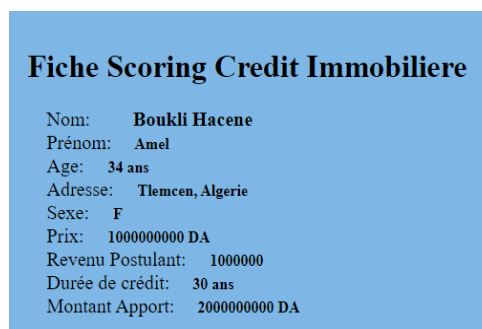 Fiche Scoring Credit Immobiliere
Nom: Boukli Hacene
Prénom: Amel
Age: 34 ans
Adresse: Tlemcen, Algerie
Sexe: F
Prix: 1000000000 DA
Revenu Postulant: 1000000
Durée de crédit: 30 ans
Montant Apport: 2000000000 DA